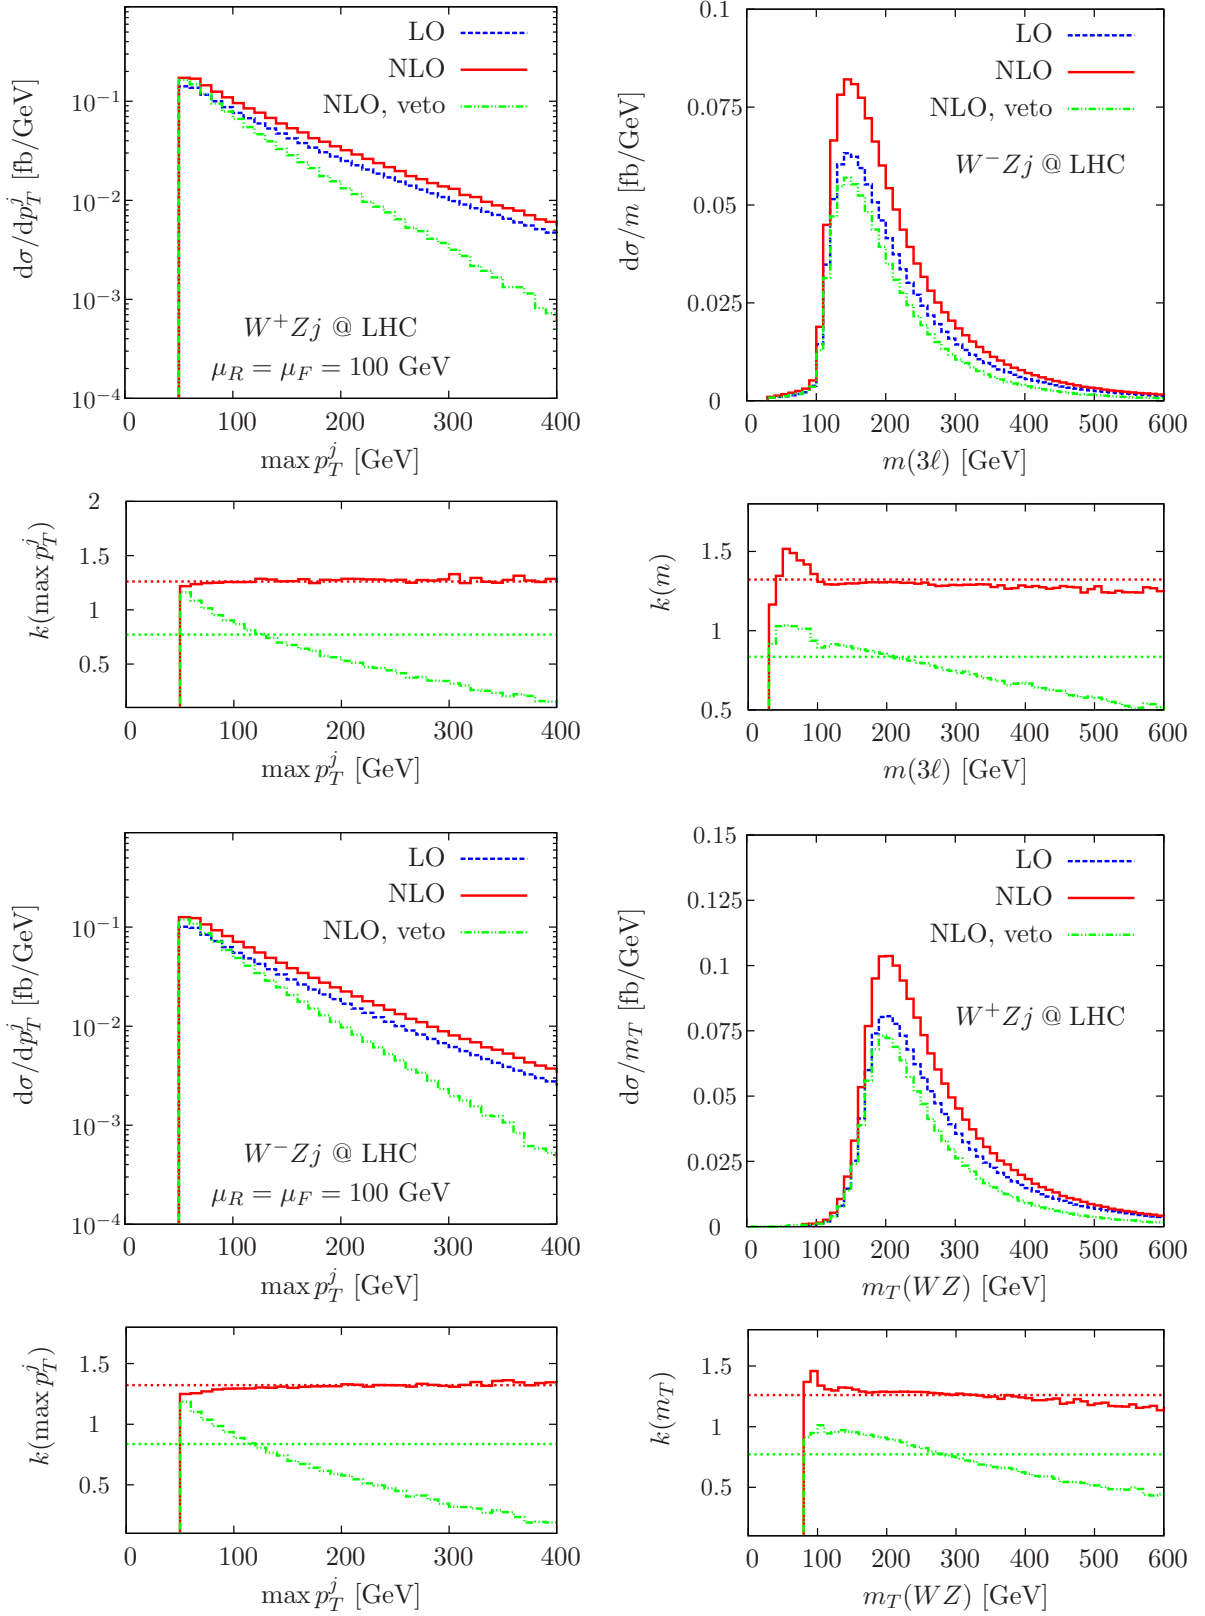 dσ/dp_T^j [fb/GeV]
10^−1
10^−2
10^−3
10^−4
LO
NLO
NLO, veto
W^+Zj @ LHC
μ_R = μ_F = 100 GeV
0 100 200 300 400
max p_T^j [GeV]
dσ/m [fb/GeV]
0.1
0.075
0.05
0.025
0
LO
NLO
NLO, veto
W^−Zj @ LHC
0 100 200 300 400 500 600
m(3ℓ) [GeV]
k(max p_T^j)
2
1.5
1
0.5
0 100 200 300 400
max p_T^j [GeV]
k(m)
1.5
1
0.5
0 100 200 300 400 500 600
m(3ℓ) [GeV]
dσ/dp_T^j [fb/GeV]
10^−1
10^−2
10^−3
10^−4
LO
NLO
NLO, veto
W^−Zj @ LHC
μ_R = μ_F = 100 GeV
0 100 200 300 400
max p_T^j [GeV]
dσ/m_T [fb/GeV]
0.15
0.125
0.1
0.075
0.05
0.025
0
LO
NLO
NLO, veto
W^+Zj @ LHC
0 100 200 300 400 500 600
m_T(WZ) [GeV]
k(max p_T^j)
1.5
1
0.5
0 100 200 300 400
max p_T^j [GeV]
k(m_T)
1.5
1
0.5
0 100 200 300 400 500 600
m_T(WZ) [GeV]